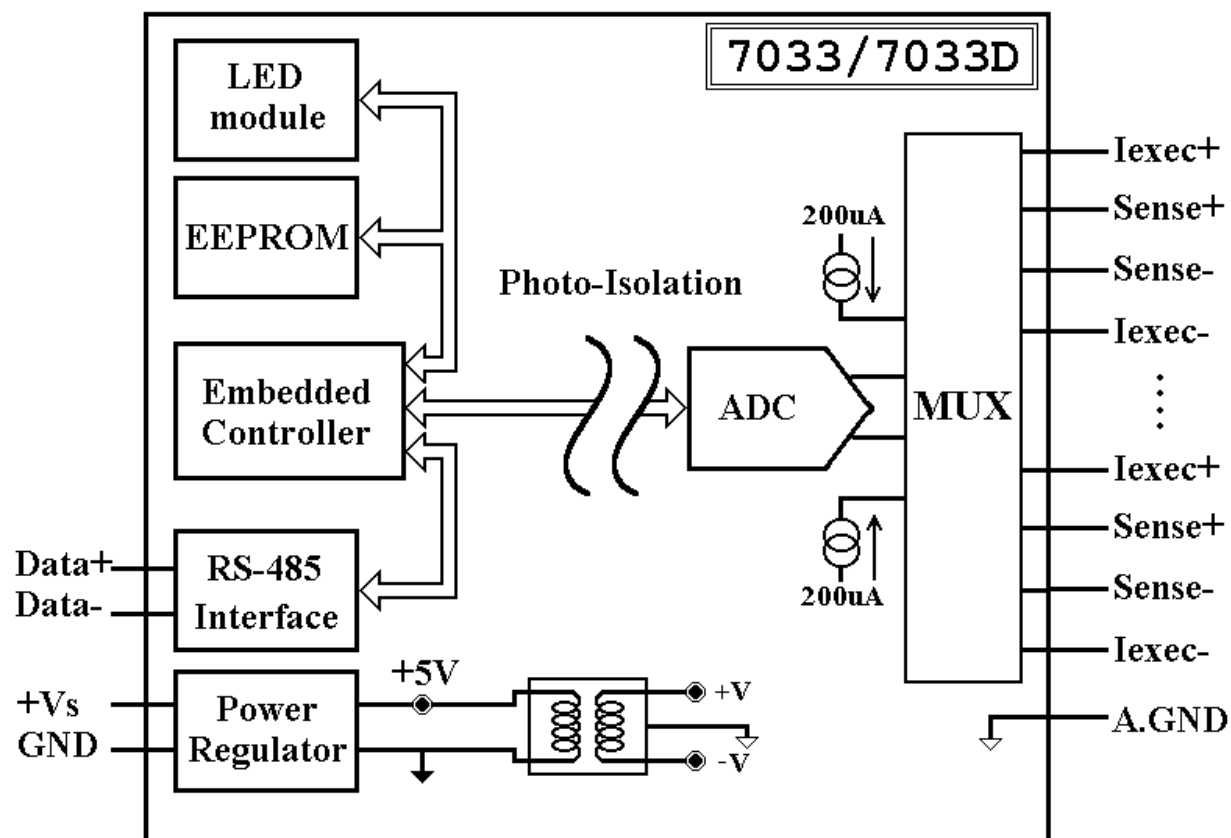 7033/7033D
LED
module
EEPROM
Embedded
Controller
RS-485
Interface
Power
Regulator
Data+
Data-
+Vs
GND
+5V
+V
-V
Photo-Isolation
ADC
200uA
200uA
MUX
Iexec+
Sense+
Sense-
Iexec-
Iexec+
Sense+
Sense-
Iexec-
A.GND